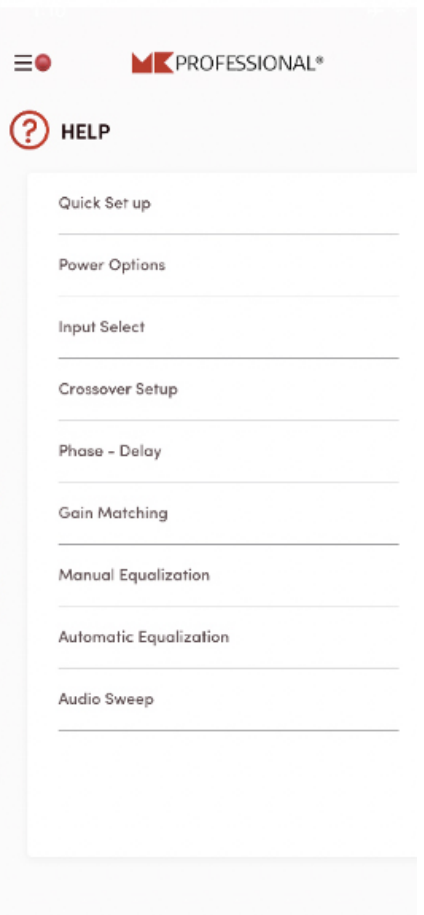 MK PROFESSIONAL®
? HELP
Quick Set up
Power Options
Input Select
Crossover Setup
Phase - Delay
Gain Matching
Manual Equalization
Automatic Equalization
Audio Sweep